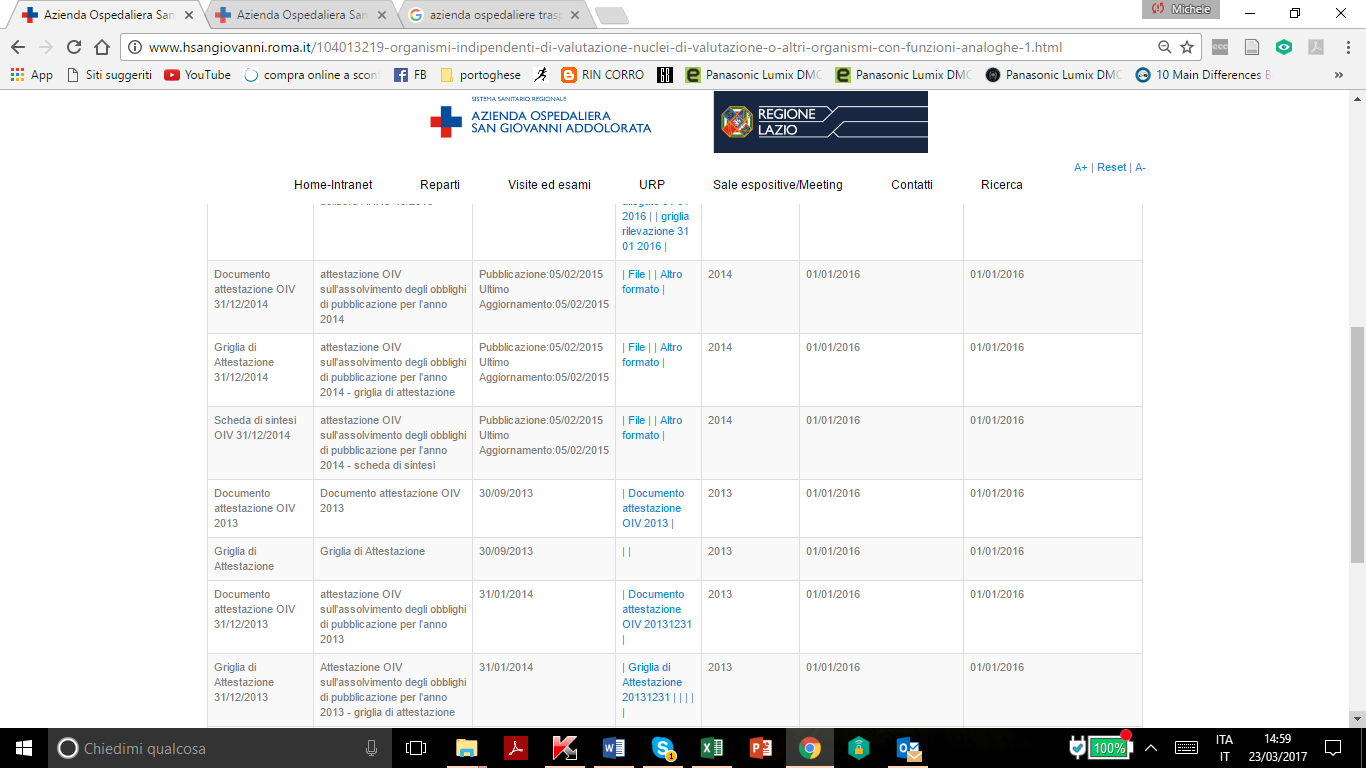 Azienda Ospedaliera San
Azienda Ospedaliera San
azienda ospedaliere trasp
Michele
www.hsangiovanni.roma.it/104013219-organismi-indipendenti-di-valutazione-nuclei-di-valutazione-o-altri-organismi-con-funzioni-analoghe-1.html
App Siti suggeriti YouTube compra online a scont FB portoghese RIN CORRO Panasonic Lumix DMC Panasonic Lumix DMC Panasonic Lumix DMC 10 Main Differences B »
SISTEMA SANITARIO REGIONALE
AZIENDA OSPEDALIERA
SAN GIOVANNI ADDOLORATA
REGIONE
LAZIO
A+ | Reset | A-
Home-Intranet Reparti Visite ed esami URP Sale espositive/Meeting Contatti Ricerca
2016 | | griglia
rilevazione 31
01 2016 |
Documento
attestazione OIV
31/12/2014
attestazione OIV
sull'assolvimento degli obblighi
di pubblicazione per l'anno
2014
Pubblicazione:05/02/2015
Ultimo
Aggiornamento:05/02/2015
| File | | Altro
formato |
2014
01/01/2016
01/01/2016
Griglia di
Attestazione
31/12/2014
attestazione OIV
sull'assolvimento degli obblighi
di pubblicazione per l'anno
2014 - griglia di attestazione
Pubblicazione:05/02/2015
Ultimo
Aggiornamento:05/02/2015
| File | | Altro
formato |
2014
01/01/2016
01/01/2016
Scheda di sintesi
OIV 31/12/2014
attestazione OIV
sull'assolvimento degli obblighi
di pubblicazione per l'anno
2014 - scheda di sintesi
Pubblicazione:05/02/2015
Ultimo
Aggiornamento:05/02/2015
| File | | Altro
formato |
2014
01/01/2016
01/01/2016
Documento
attestazione OIV
2013
Documento attestazione OIV
2013
30/09/2013
| Documento
attestazione
OIV 2013 |
2013
01/01/2016
01/01/2016
Griglia di
Attestazione
Griglia di Attestazione
30/09/2013
| |
2013
01/01/2016
01/01/2016
Documento
attestazione OIV
31/12/2013
attestazione OIV
sull'assolvimento degli obblighi
di pubblicazione per l'anno
2013
31/01/2014
| Documento
attestazione
OIV 20131231
|
2013
01/01/2016
01/01/2016
Griglia di
Attestazione
31/12/2013
Attestazione OIV
sull'assolvimento degli obblighi
di pubblicazione per l'anno
2013 - griglia di attestazione
31/01/2014
| Griglia di
Attestazione
20131231 | | | |
|
2013
01/01/2016
01/01/2016
Chiedimi qualcosa
1
100%
ITA
IT
14:59
23/03/2017